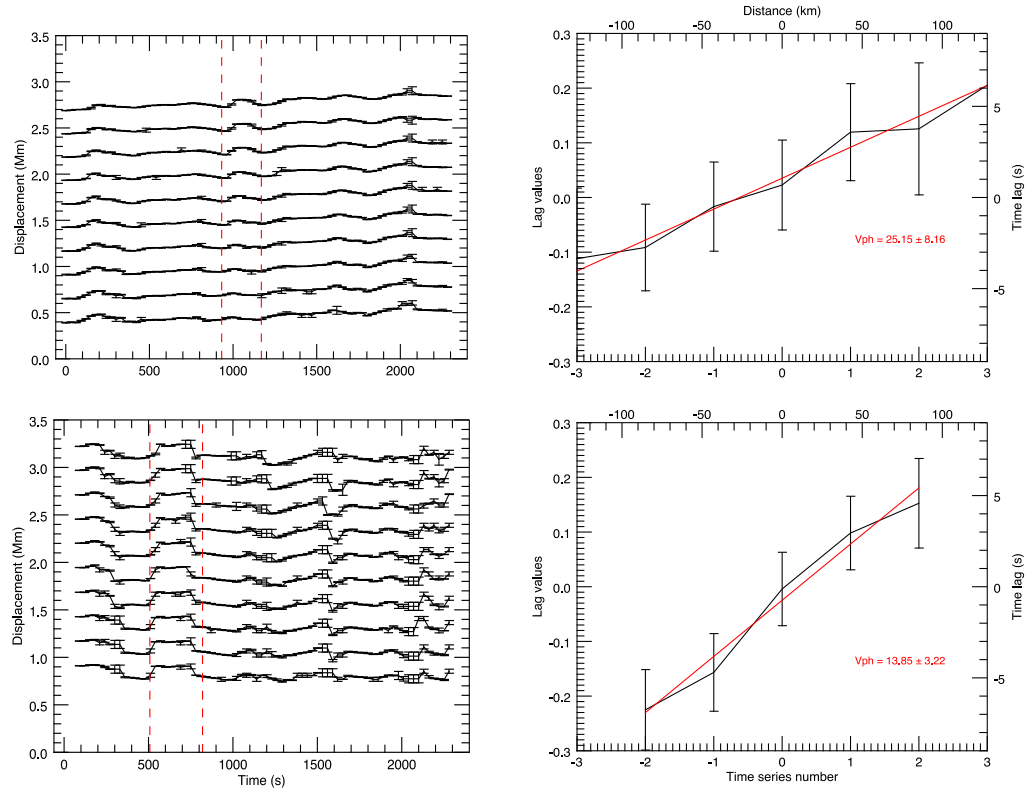 Distance (km)
-100 -50 0 50 100
3.5
3.0
2.5
2.0
1.5
1.0
0.5
0.0
Displacement (Mm)
0 500 1000 1500 2000
0.3
0.2
0.1
0.0
-0.1
-0.2
-0.3
Lag values
5
0
-5
Time lag (s)
Vph = 25.15 ± 8.16
-3 -2 -1 0 1 2 3
-100 -50 0 50 100
3.5
3.0
2.5
2.0
1.5
1.0
0.5
0.0
Displacement (Mm)
0 500 1000 1500 2000
Time (s)
0.3
0.2
0.1
0.0
-0.1
-0.2
-0.3
Lag values
5
0
-5
Time lag (s)
Vph = 13.85 ± 3.22
-3 -2 -1 0 1 2 3
Time series number